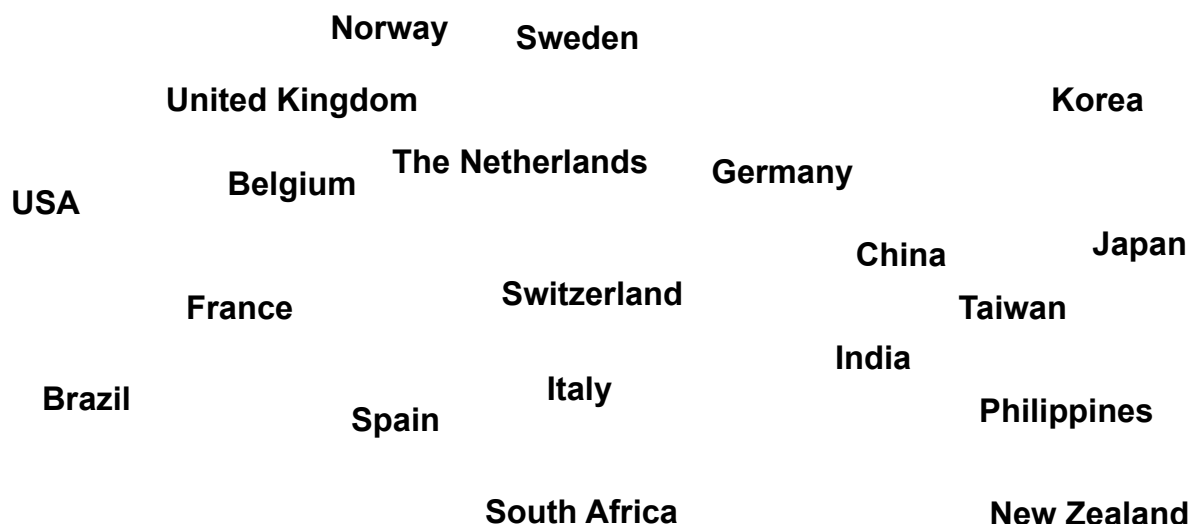 Norway
Sweden
United Kingdom
Korea
The Netherlands
Germany
Belgium
USA
Japan
China
Switzerland
France
Taiwan
India
Italy
Brazil
Philippines
Spain
South Africa
New Zealand